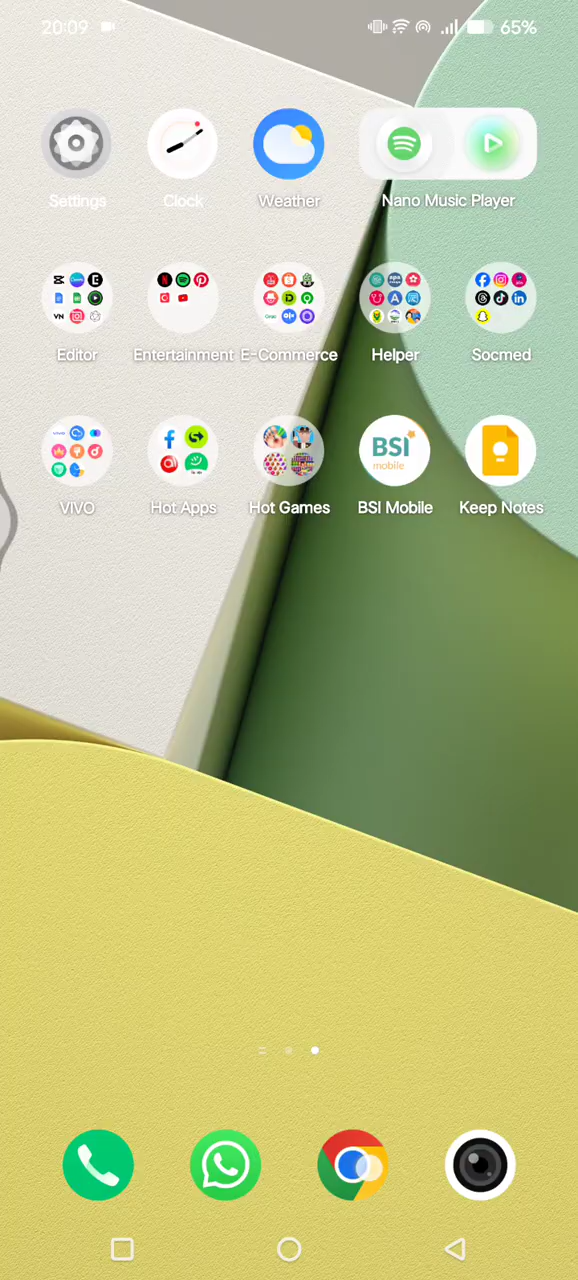 20:09 65%
Settings Clock Weather Nano Music Player
Editor Entertainment E-Commerce Helper Socmed
VIVO Hot Apps Hot Games BSI Mobile Keep Notes
BSI
mobile